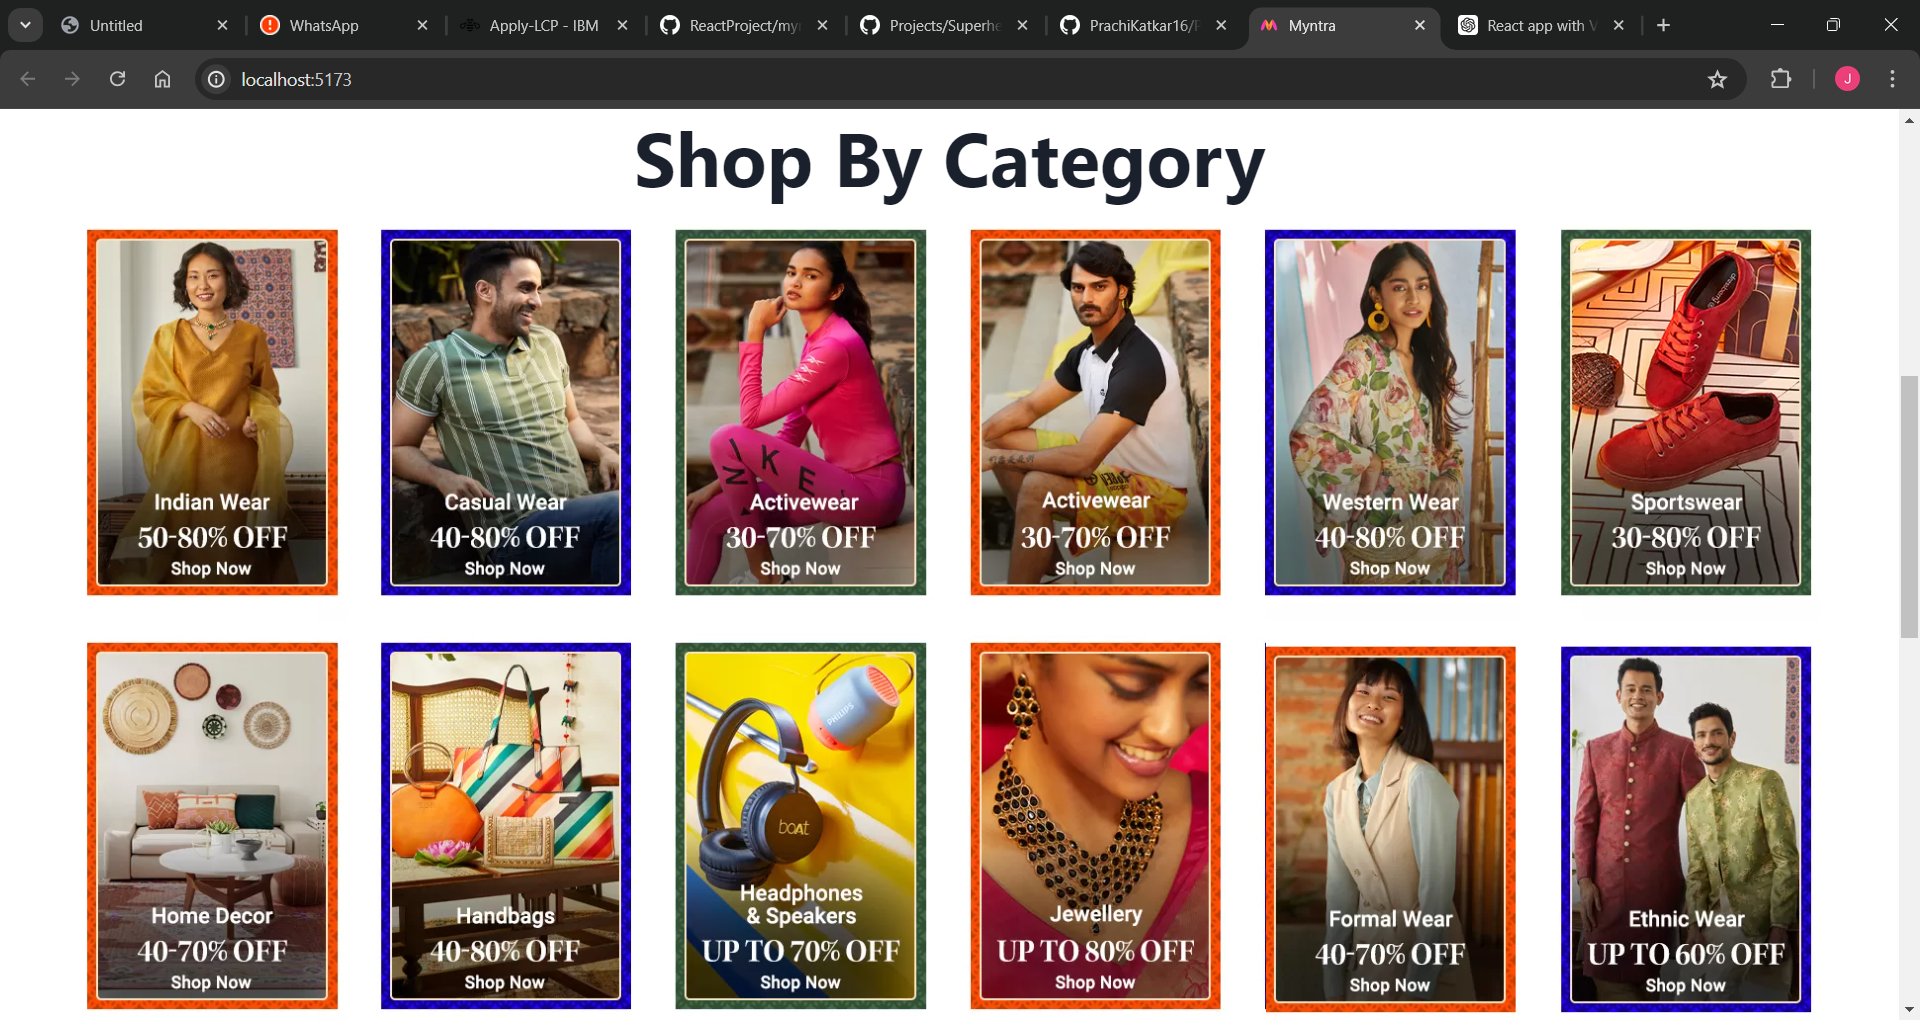 Untitled
WhatsApp
Apply-LCP - IBM
ReactProject/my
Projects/Superhe
PrachiKatkar16/
Myntra
React app with V
localhost:5173
J
Shop By Category
Indian Wear
50-80% OFF
Shop Now
Casual Wear
40-80% OFF
Shop Now
NIKE
Activewear
30-70% OFF
Shop Now
Activewear
30-70% OFF
Shop Now
Western Wear
40-80% OFF
Shop Now
Sportswear
30-80% OFF
Shop Now
Home Decor
40-70% OFF
Shop Now
Handbags
40-80% OFF
Shop Now
PHILIPS
boAt
Headphones
& Speakers
UP TO 70% OFF
Shop Now
Jewellery
UP TO 80% OFF
Shop Now
Formal Wear
40-70% OFF
Shop Now
Ethnic Wear
UP TO 60% OFF
Shop Now